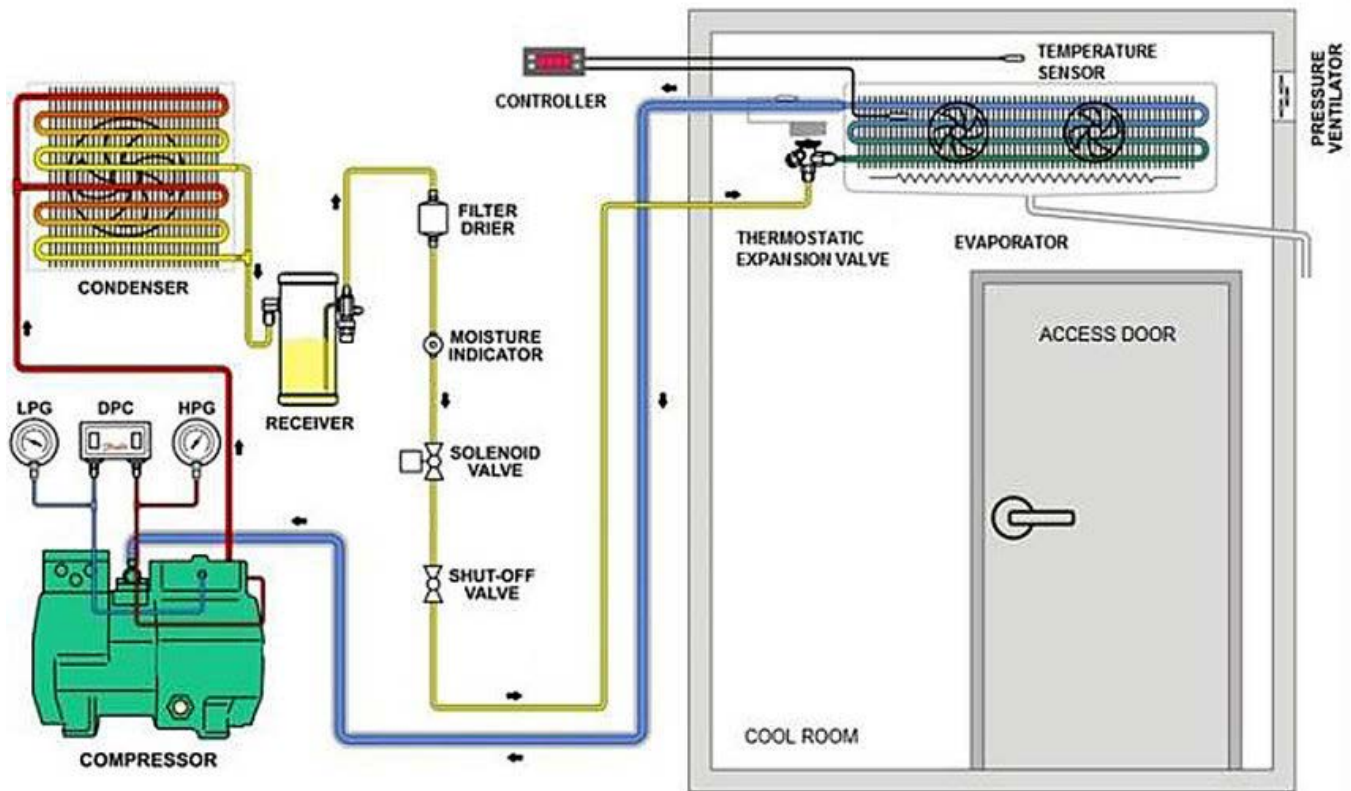 TEMPERATURE
SENSOR
CONTROLLER
PRESSURE
VENTILATOR
FILTER
DRIER
THERMOSTATIC
EXPANSION VALVE
EVAPORATOR
CONDENSER
MOISTURE
INDICATOR
ACCESS DOOR
RECEIVER
LPG
DPC
HPG
Danfoss
SOLENOID
VALVE
SHUT-OFF
VALVE
COOL ROOM
COMPRESSOR